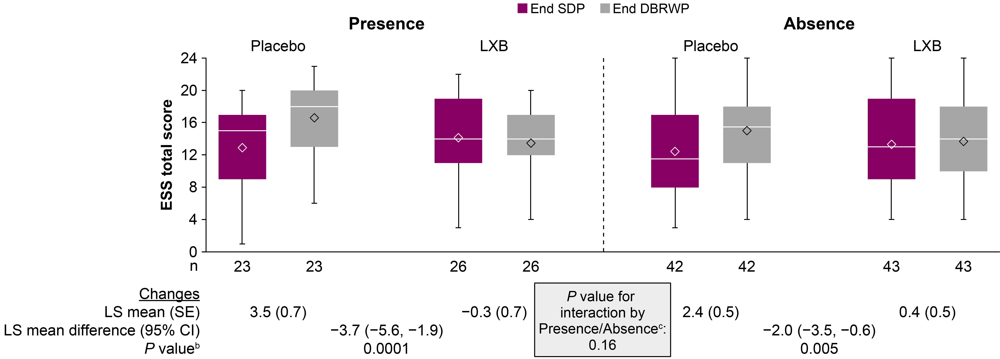 End SDP End DBRWP
Presence Absence
Placebo LXB Placebo LXB
ESS total score
24
20
16
12
8
4
0
n 23 23 26 26 42 42 43 43
Changes
LS mean (SE) 3.5 (0.7) −0.3 (0.7) 2.4 (0.5) 0.4 (0.5)
LS mean difference (95% CI) −3.7 (−5.6, −1.9) −2.0 (−3.5, −0.6)
P valueᵇ 0.0001 0.005
P value for
interaction by
Presence/Absenceᶜ:
0.16